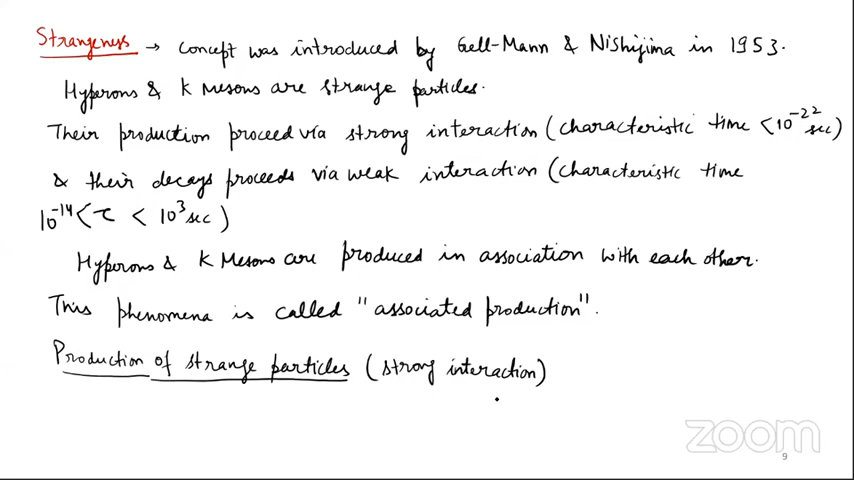 Strangeness → concept was introduced by Gell-Mann & Nishijima in 1953.
Hyperons & K Mesons are strange particles.
Their production proceed via strong interaction (characteristic time < 10⁻²² sec)
& their decays proceeds via weak interaction (characteristic time
10⁻¹⁴ < τ < 10³ sec)
Hyperons & K Mesons are produced in association with each other.
This phenomena is called "associated production".
Production of strange particles (strong interaction)
zoom
9